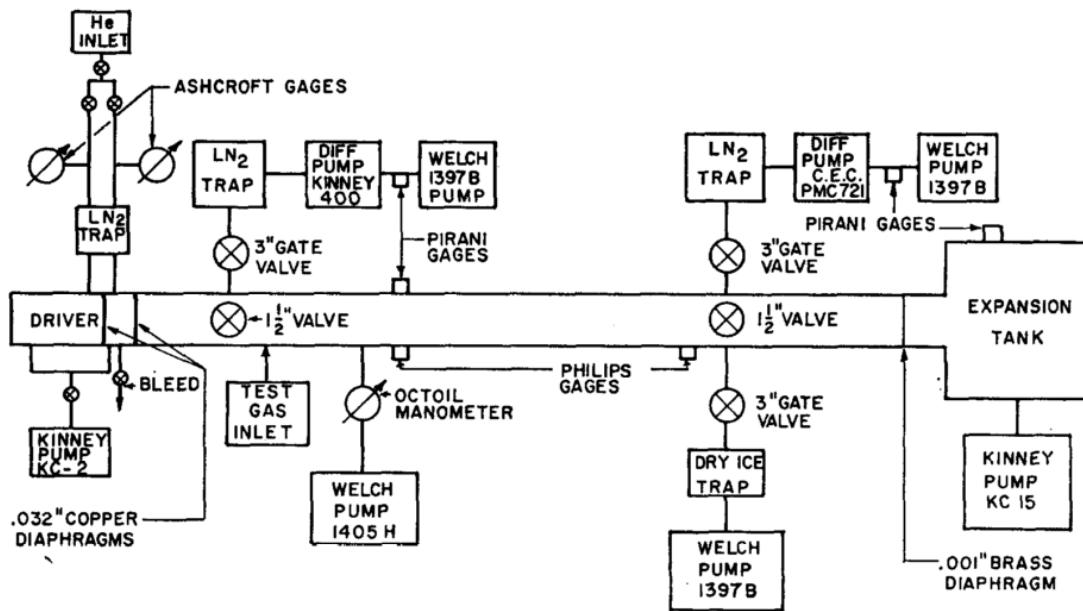 He
INLET
ASHCROFT GAGES
LN2
TRAP
DIFF
PUMP
KINNEY
400
WELCH
1397B
PUMP
LN2
TRAP
DIFF
PUMP
C.E.C.
PMC721
WELCH
PUMP
1397B
LN2
TRAP
3" GATE
VALVE
PIRANI
GAGES
3" GATE
VALVE
PIRANI GAGES
DRIVER
1 1/2" VALVE
1 1/2" VALVE
EXPANSION
TANK
BLEED
TEST
GAS
INLET
OCTOIL
MANOMETER
PHILIPS
GAGES
3" GATE
VALVE
KINNEY
PUMP
KC-2
WELCH
PUMP
1405 H
DRY ICE
TRAP
KINNEY
PUMP
KC 15
.032" COPPER
DIAPHRAGMS
WELCH
PUMP
1397B
.001" BRASS
DIAPHRAGM